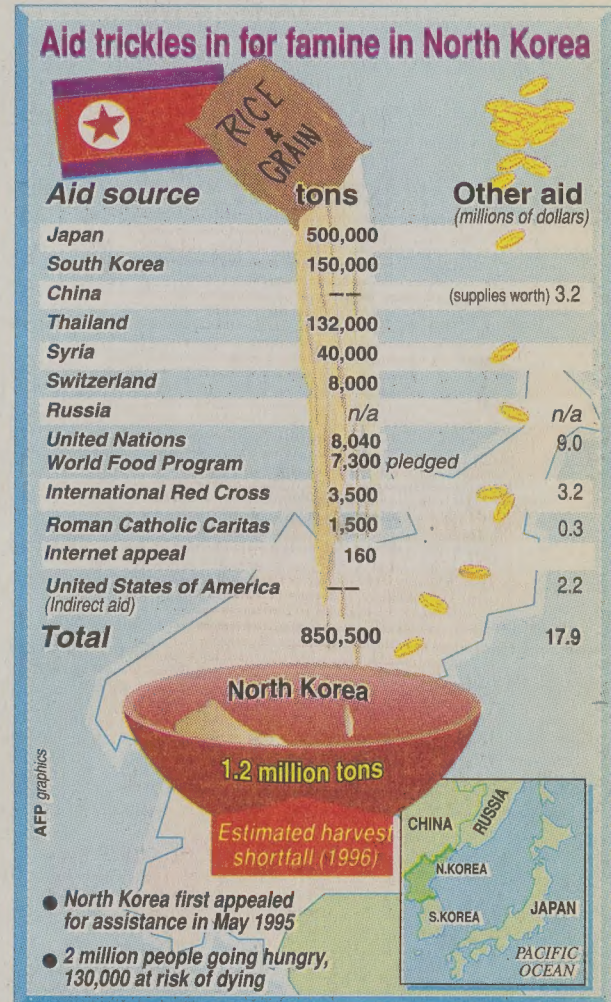 Aid trickles in for famine in North Korea
RICE
&
GRAIN
Aid source tons Other aid
(millions of dollars)
Japan 500,000
South Korea 150,000
China -- (supplies worth) 3.2
Thailand 132,000
Syria 40,000
Switzerland 8,000
Russia n/a n/a
United Nations 8,040 9.0
World Food Program 7,300 pledged
International Red Cross 3,500 3.2
Roman Catholic Caritas 1,500 0.3
Internet appeal 160
United States of America -- 2.2
(Indirect aid)
Total 850,500 17.9
North Korea
1.2 million tons
Estimated harvest
shortfall (1996)
AFP graphics
● North Korea first appealed
for assistance in May 1995
● 2 million people going hungry,
130,000 at risk of dying
CHINA
RUSSIA
N.KOREA
S.KOREA
JAPAN
PACIFIC
OCEAN